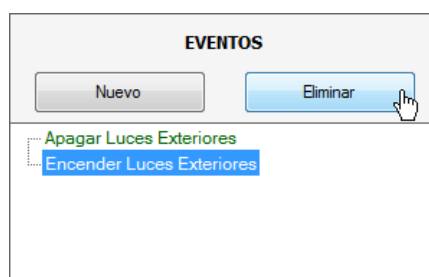 EVENTOS
Nuevo Eliminar
Apagar Luces Exteriores
Encender Luces Exteriores